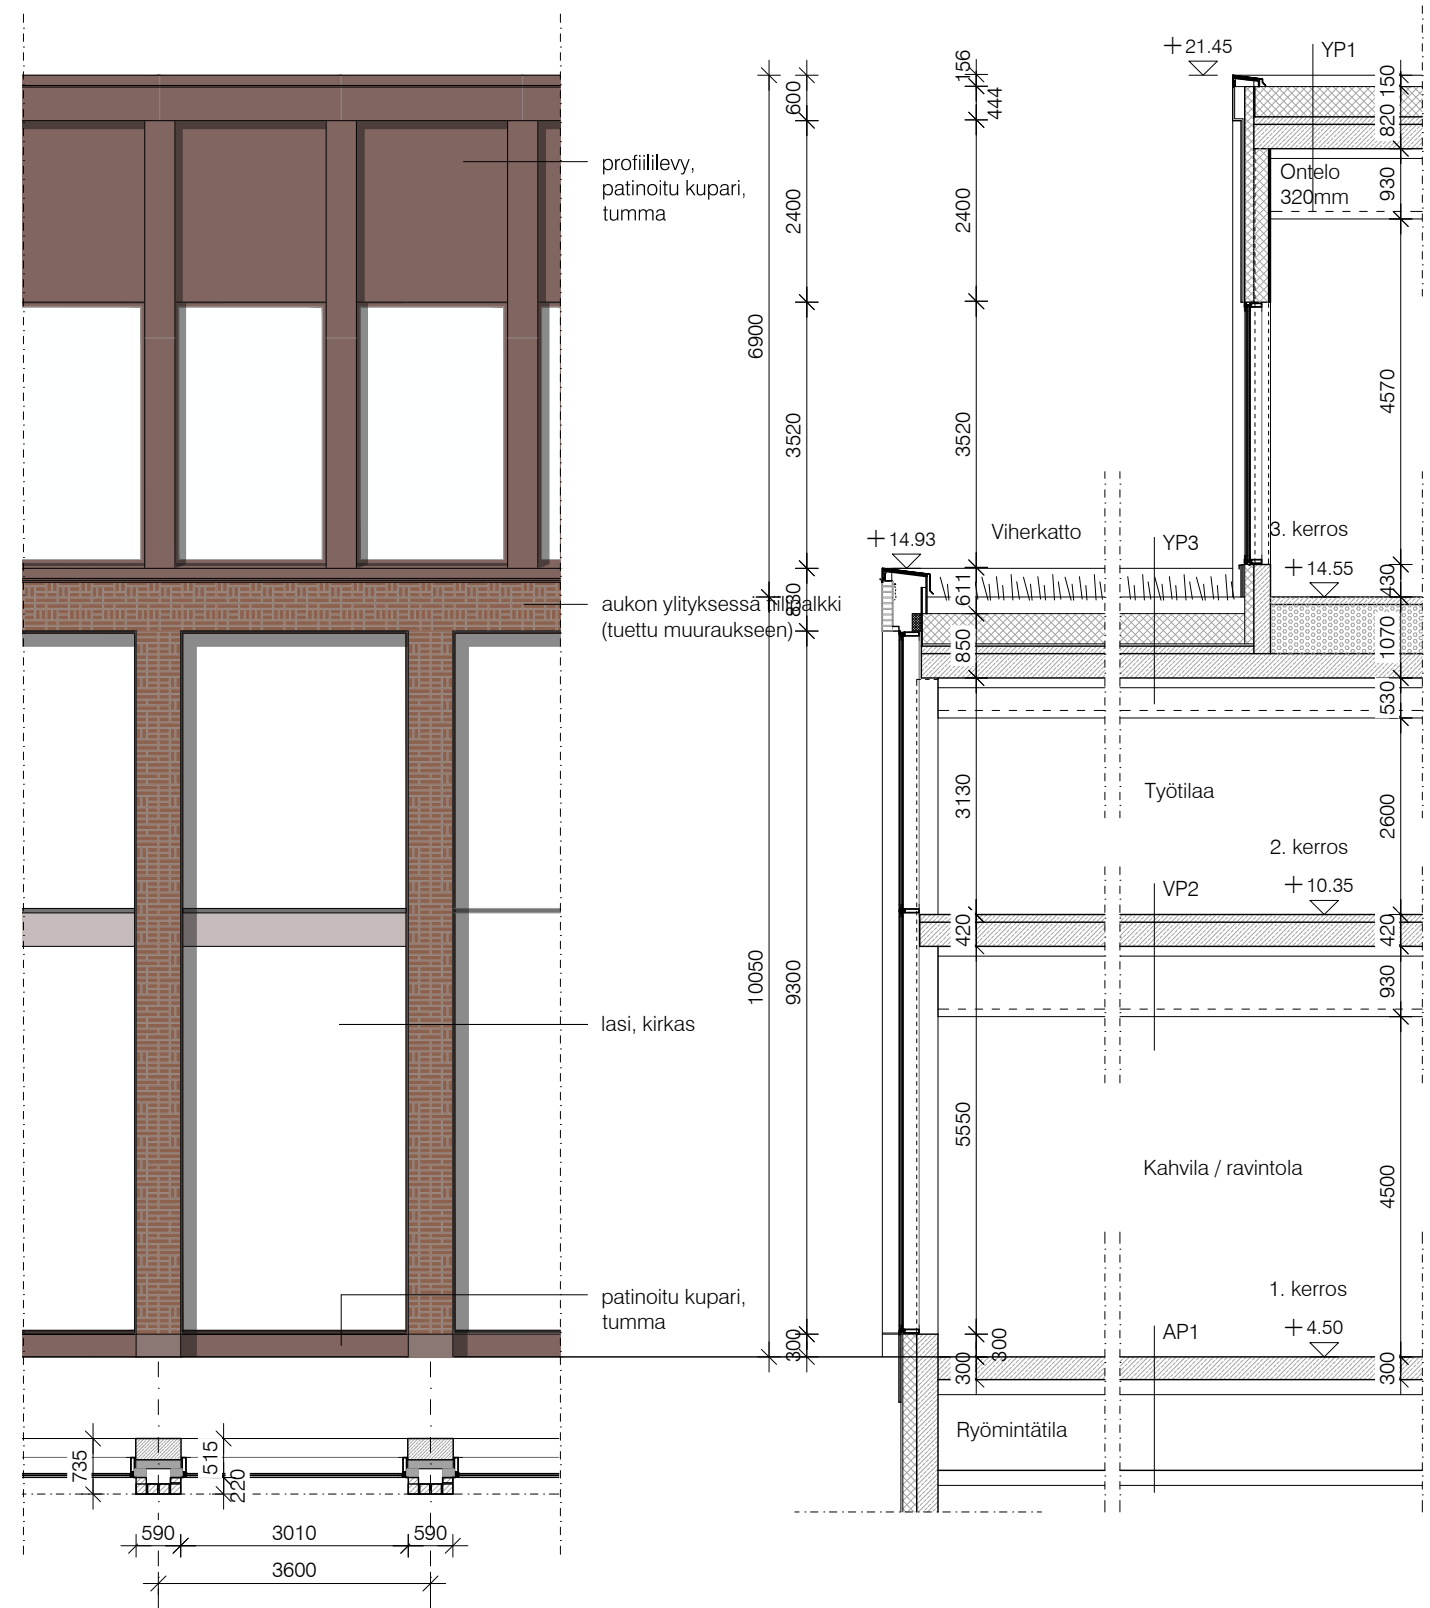 +21.45
YP1
156
444
600
150
820
profiililevy,
patinoitu kupari,
tumma
Ontelo
320mm
930
2400
2400
6900
3520
3520
4570
+14.93
Viherkatto
YP3
3. kerros
+14.55
430
611
830
aukon ylityksessä tiilipalkki
(tuettu muuraukseen)
850
1070
530
3130
Työtilaa
2600
2. kerros
VP2
+10.35
420
420
930
10050
9300
lasi, kirkas
5550
Kahvila / ravintola
4500
1. kerros
patinoitu kupari,
tumma
AP1
+4.50
300
300
300
300
Ryömintätila
735
515
220
590
3010
590
3600